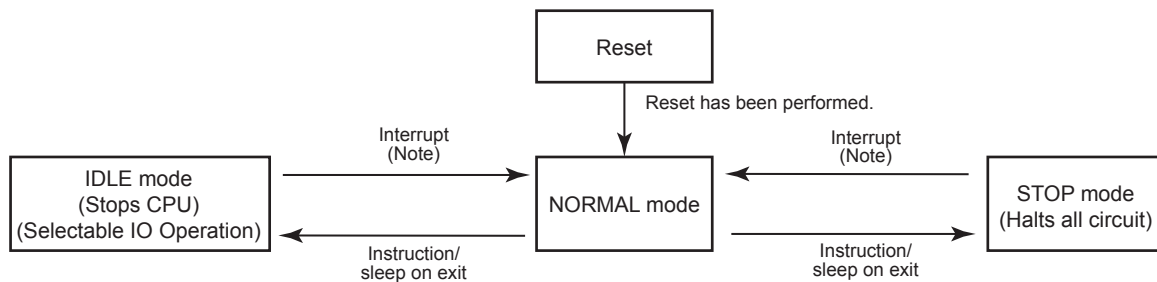 Reset
Reset has been performed.
Interrupt
(Note)
Interrupt
(Note)
IDLE mode
(Stops CPU)
(Selectable IO Operation)
NORMAL mode
STOP mode
(Halts all circuit)
Instruction/
sleep on exit
Instruction/
sleep on exit